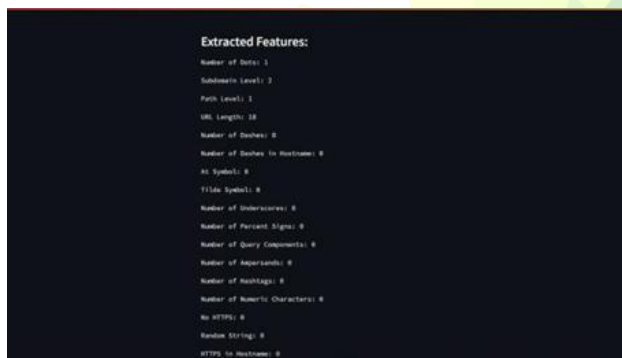 Extracted Features:
Number of Dots: 1
Subdomain Level:
Path Level: 1
URL Length: 18
Number of Dashes: 0
Number of Dashes in Hostname: 0
At Symbol: 0
Tilde Symbol: 0
Number of Underscores: 0
Number of Percent Signs: 0
Number of Query Components: 0
Number of Ampersands: 0
Number of Hashtags: 0
Number of Numeric Characters: 0
No HTTPS: 0
Random String: 0
HTTPS in Hostname: 0